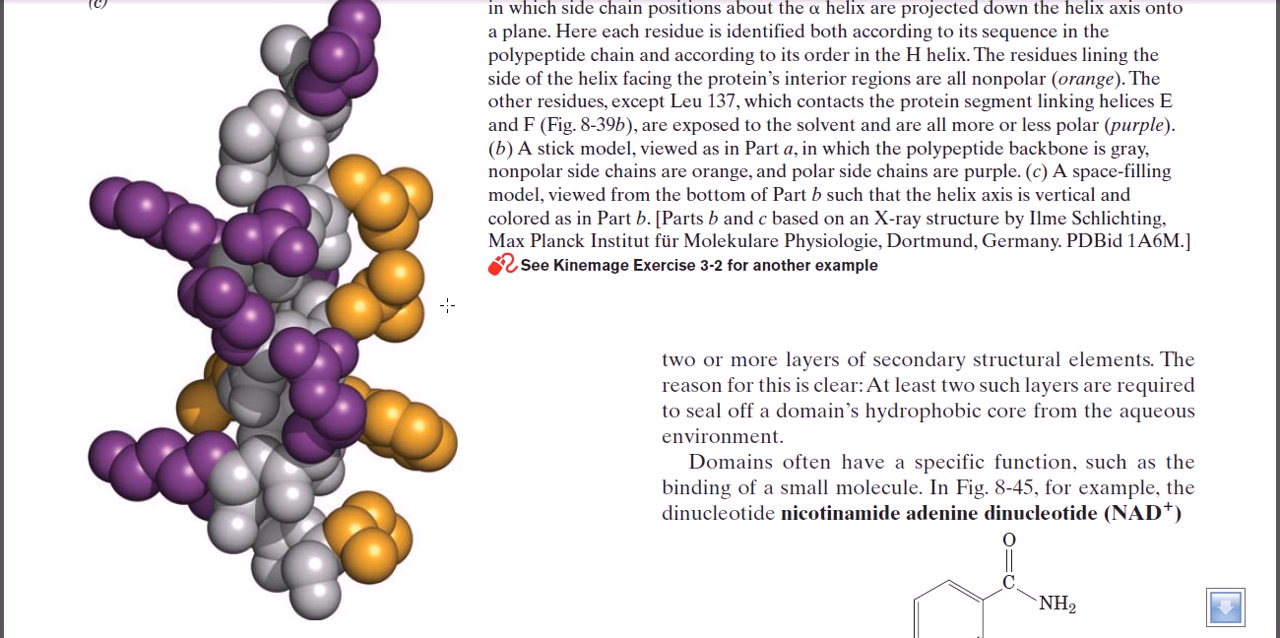 (c)
in which side chain positions about the α helix are projected down the helix axis onto
a plane. Here each residue is identified both according to its sequence in the
polypeptide chain and according to its order in the H helix. The residues lining the
side of the helix facing the protein's interior regions are all nonpolar (orange). The
other residues, except Leu 137, which contacts the protein segment linking helices E
and F (Fig. 8-39b), are exposed to the solvent and are all more or less polar (purple).
(b) A stick model, viewed as in Part a, in which the polypeptide backbone is gray,
nonpolar side chains are orange, and polar side chains are purple. (c) A space-filling
model, viewed from the bottom of Part b such that the helix axis is vertical and
colored as in Part b. [Parts b and c based on an X-ray structure by Ilme Schlichting,
Max Planck Institut für Molekulare Physiologie, Dortmund, Germany. PDBid 1A6M.]
See Kinemage Exercise 3-2 for another example
two or more layers of secondary structural elements. The
reason for this is clear: At least two such layers are required
to seal off a domain's hydrophobic core from the aqueous
environment.
Domains often have a specific function, such as the
binding of a small molecule. In Fig. 8-45, for example, the
dinucleotide nicotinamide adenine dinucleotide (NAD⁺)
O
C
NH₂